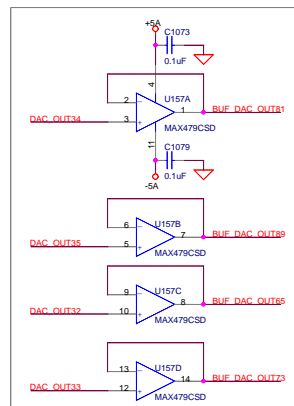 +5A
C1073
0.1uF
4
U157A
2
1
BUF_DAC_OUT81
DAC_OUT34
3
MAX479CSD
11
C1079
0.1uF
-5A
6
U157B
7
BUF_DAC_OUT89
DAC_OUT35
5
MAX479CSD
9
U157C
8
BUF_DAC_OUT65
DAC_OUT32
10
MAX479CSD
13
U157D
14
BUF_DAC_OUT73
DAC_OUT33
12
MAX479CSD